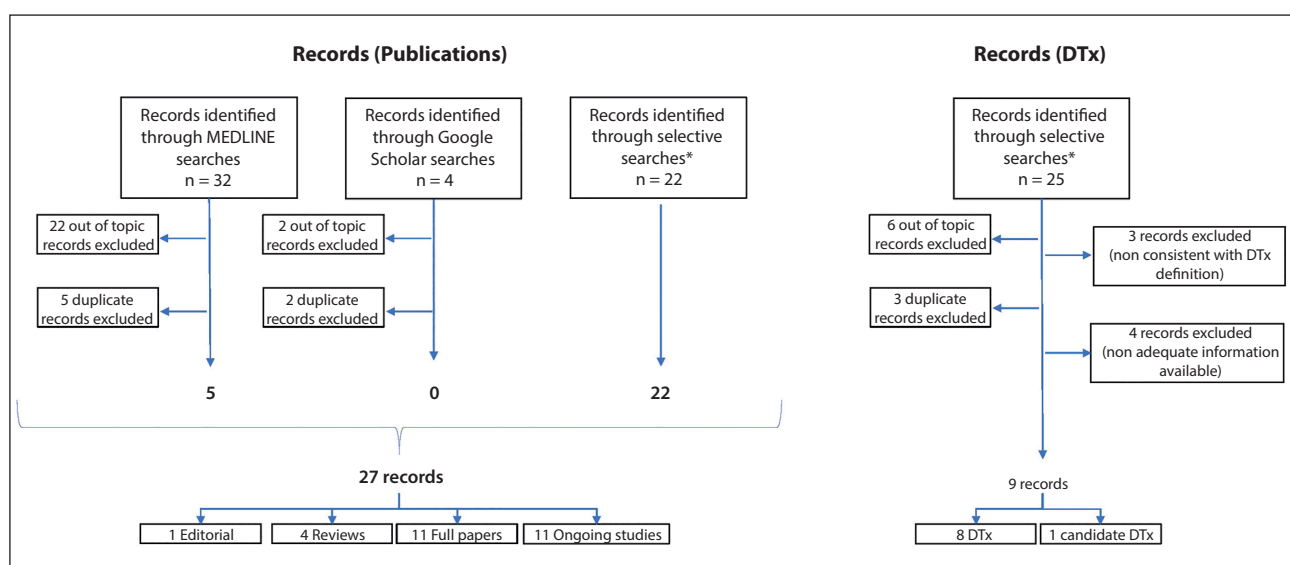 Records (Publications)
Records identified
through MEDLINE
searches
n = 32
Records identified
through Google
Scholar searches
n = 4
Records identified
through selective
searches*
n = 22
22 out of topic
records excluded
2 out of topic
records excluded
5 duplicate
records excluded
2 duplicate
records excluded
5
0
22
27 records
1 Editorial
4 Reviews
11 Full papers
11 Ongoing studies
Records (DTx)
Records identified
through selective
searches*
n = 25
6 out of topic
records excluded
3 records excluded
(non consistent with DTx
definition)
3 duplicate
records excluded
4 records excluded
(non adequate information
available)
9 records
8 DTx
1 candidate DTx